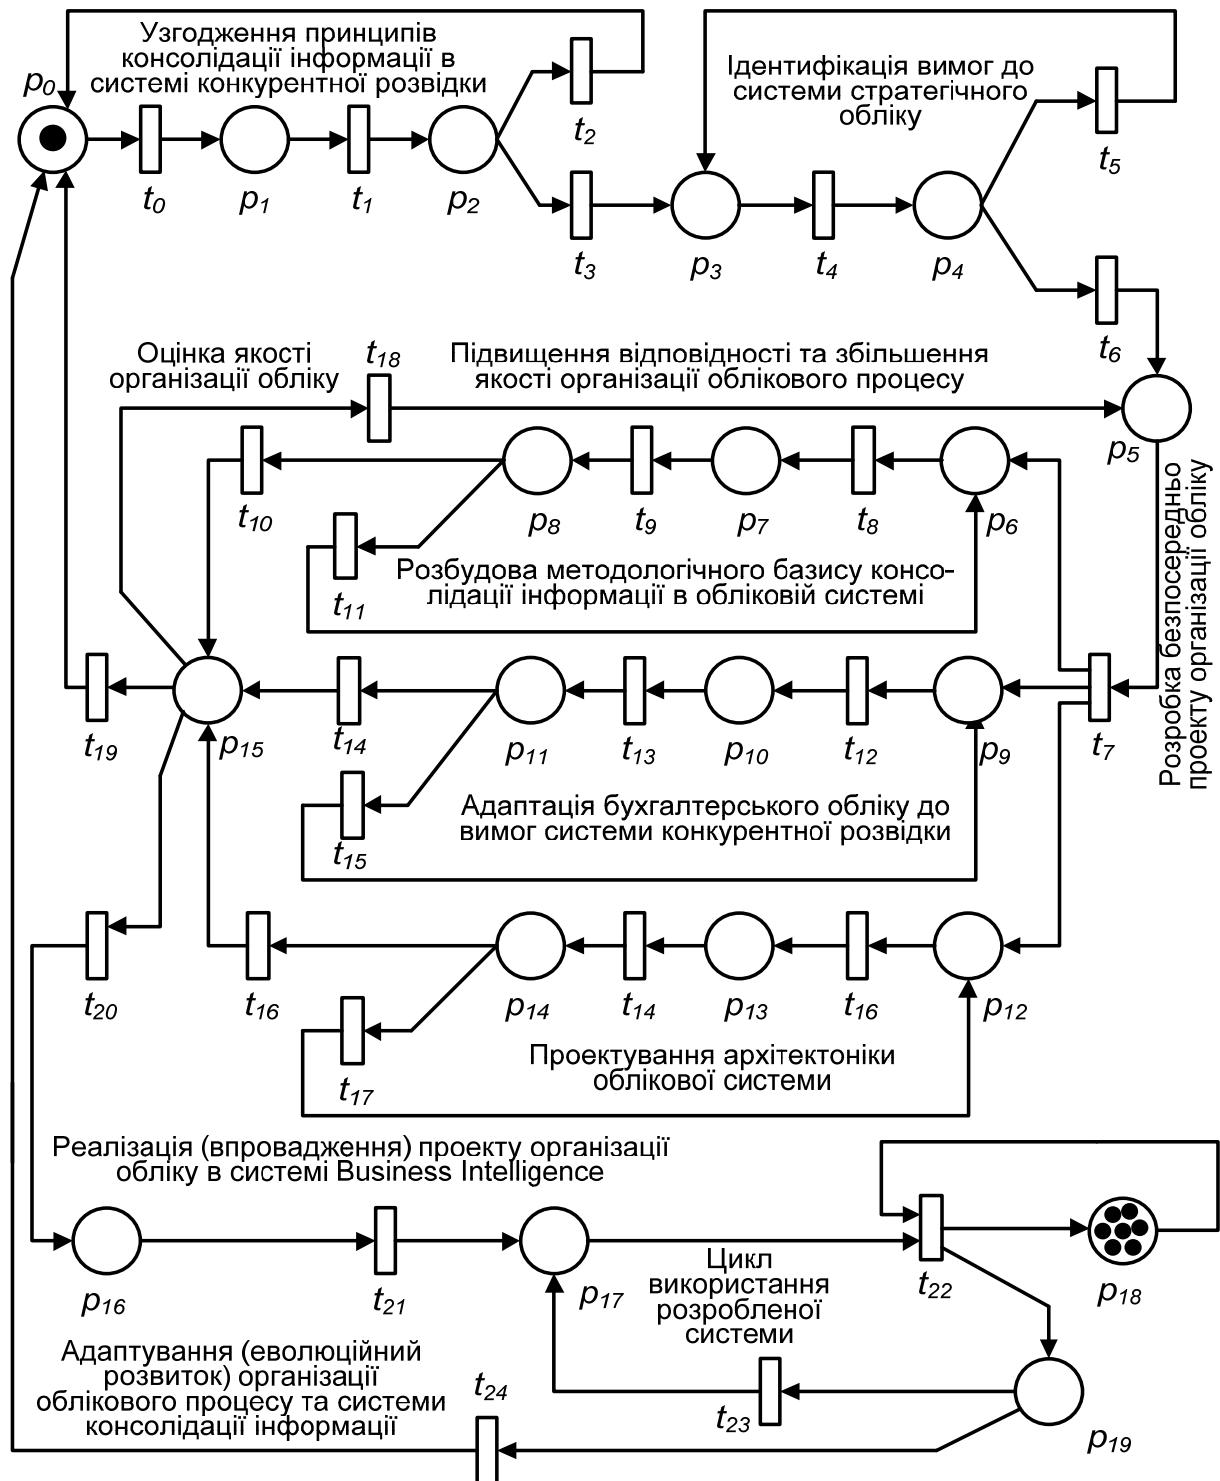 Узгодження принципів
консолідації інформації в
системі конкурентної розвідки
p0
t0
p1
t1
p2
t2
t3
Ідентифікація вимог до
системи стратегічного
обліку
p3
t4
p4
t5
t6
Оцінка якості
організації обліку
t18
Підвищення відповідності та збільшення
якості організації облікового процесу
p5
t10
p8
t9
p7
t8
p6
t11
Розбудова методологічного базису консо-
лідації інформації в обліковій системі
Розробка безпосередньо
проекту організації обліку
t19
p15
t14
p11
t13
p10
t12
p9
t7
t15
Адаптація бухгалтерського обліку до
вимог системи конкурентної розвідки
t20
t16
p14
t14
p13
t16
p12
t17
Проектування архітектоніки
облікової системи
Реалізація (впровадження) проекту організації
обліку в системі Business Intelligence
p16
t21
p17
t22
p18
Цикл
використання
розробленої
системи
Адаптування (еволюційний
розвиток) організації
облікового процесу та системи
консолідації інформації
t24
t23
p19